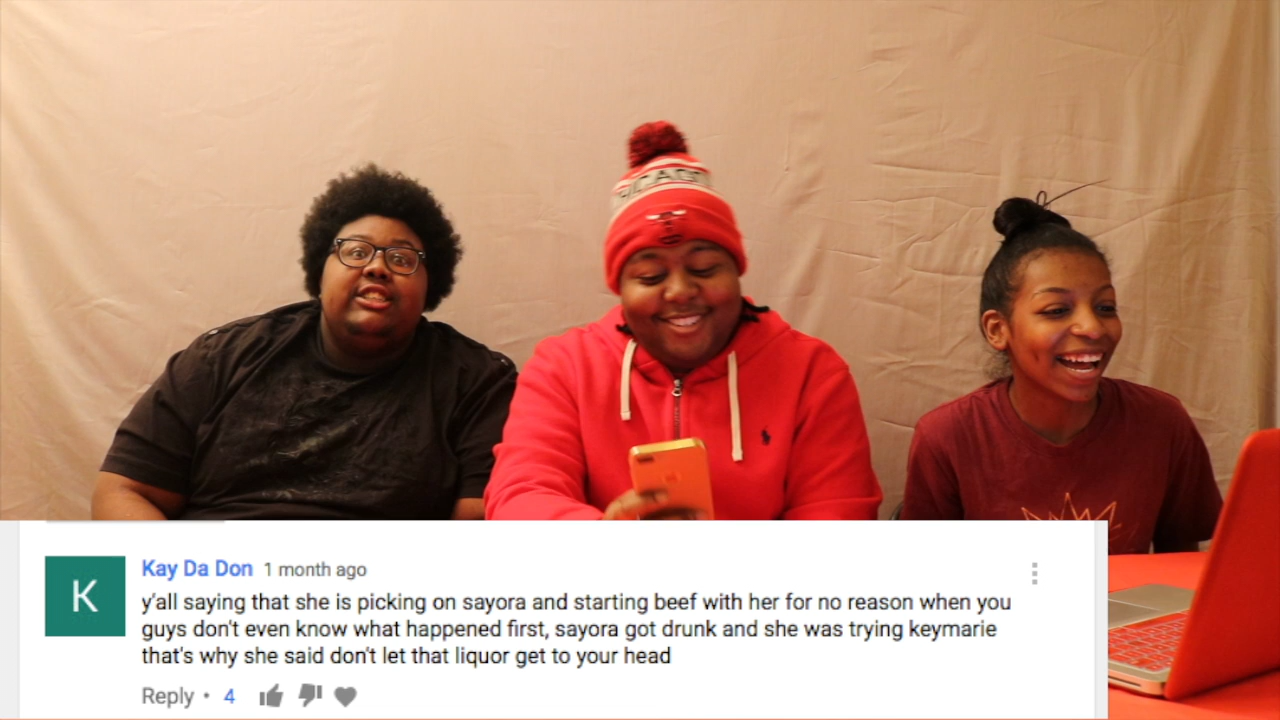 CHICAGO
K
Kay Da Don 1 month ago
y'all saying that she is picking on sayora and starting beef with her for no reason when you
guys don't even know what happened first, sayora got drunk and she was trying keymarie
that's why she said don't let that liquor get to your head
Reply • 4